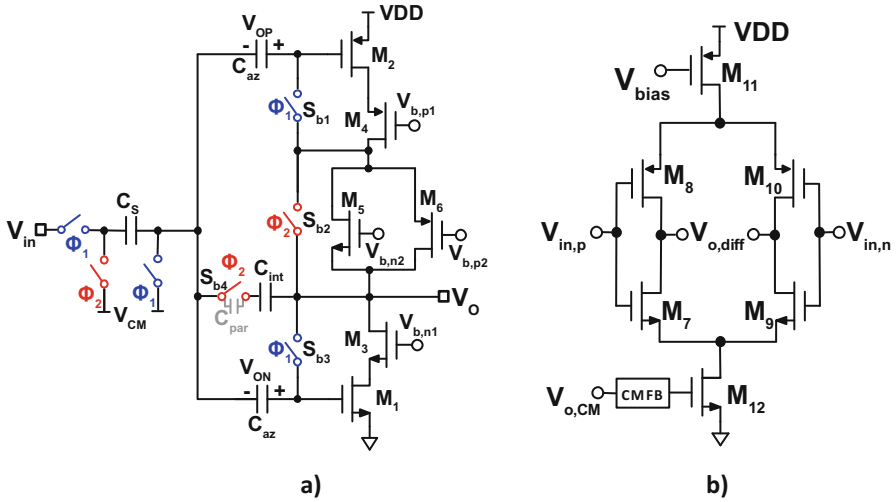 VDD
V_OP
- +
C_az
M_2
Φ_1 S_b1
V_b,p1
M_4
C_S
V_in
Φ_1
Φ_2
V_CM
Φ_1
Φ_2 S_b2
M_5
V_b,n2
M_6
V_b,p2
S_b4
Φ_2
C_int
C_par
V_O
Φ_1 S_b3
V_b,n1
M_3
V_ON
- +
C_az
M_1
a)
VDD
V_bias
M_11
M_8
M_10
V_in,p
V_o,diff
V_in,n
M_7
M_9
V_o,CM
CMFB
M_12
b)